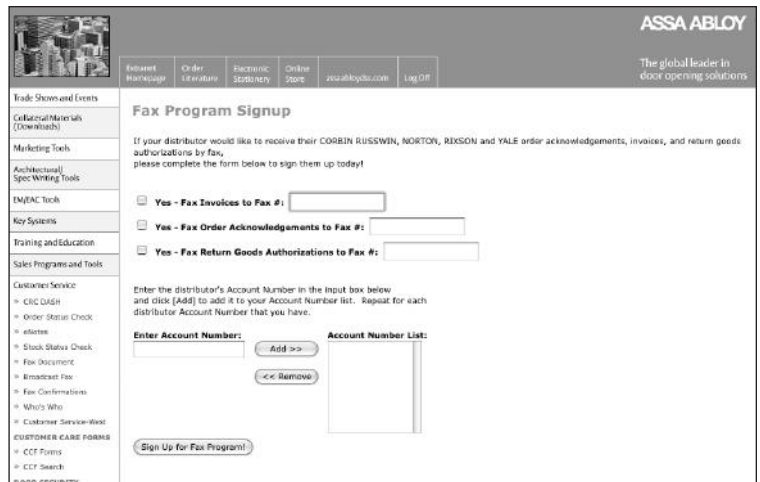 ASSA ABLOY
The global leader in
door opening solutions
Extranet
Homepage
Order
Literature
Electronic
Stationery
Online
Store
assaabloydss.com
Log Off
Trade Shows and Events
Collateral Materials
(Downloads)
Marketing Tools
Architectural/
Spec Writing Tools
EM/EAC Tools
Key Systems
Training and Education
Sales Programs and Tools
Customer Service
» CRC DASH
» Order Status Check
» eNotes
» Stock Status Check
» Fax Document
» Broadcast Fax
» Fax Confirmations
» Who's Who
» Customer Service-West
CUSTOMER CARE FORMS
» CCF Forms
» CCF Search
DOOR SECURITY
Fax Program Signup
If your distributor would like to receive their CORBIN RUSSWIN, NORTON, RIXSON and YALE order acknowledgements, invoices, and return goods
authorizations by fax,
please complete the form below to sign them up today!
Yes - Fax Invoices to Fax #:
Yes - Fax Order Acknowledgements to Fax #:
Yes - Fax Return Goods Authorizations to Fax #:
Enter the distributor's Account Number in the input box below
and click [Add] to add it to your Account Number list. Repeat for each
distributor Account Number that you have.
Enter Account Number:
Account Number List:
Add >>
<< Remove
Sign Up for Fax Program!